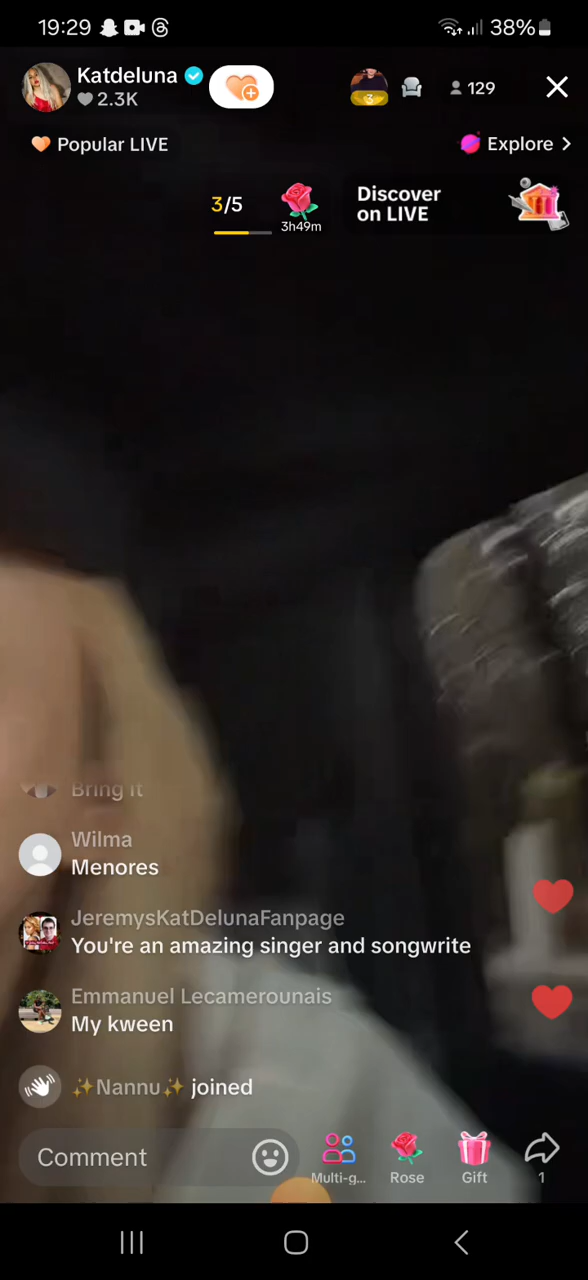 19:29
38%
Katdeluna
2.3K
3
129
Popular LIVE
Explore
3/5
3h49m
Discover
on LIVE
Bring it
Wilma
Menores
JeremysKatDelunaFanpage
You're an amazing singer and songwrite
Emmanuel Lecamerounais
My kween
✨Nannu✨ joined
Comment
Multi-g...
Rose
Gift
1